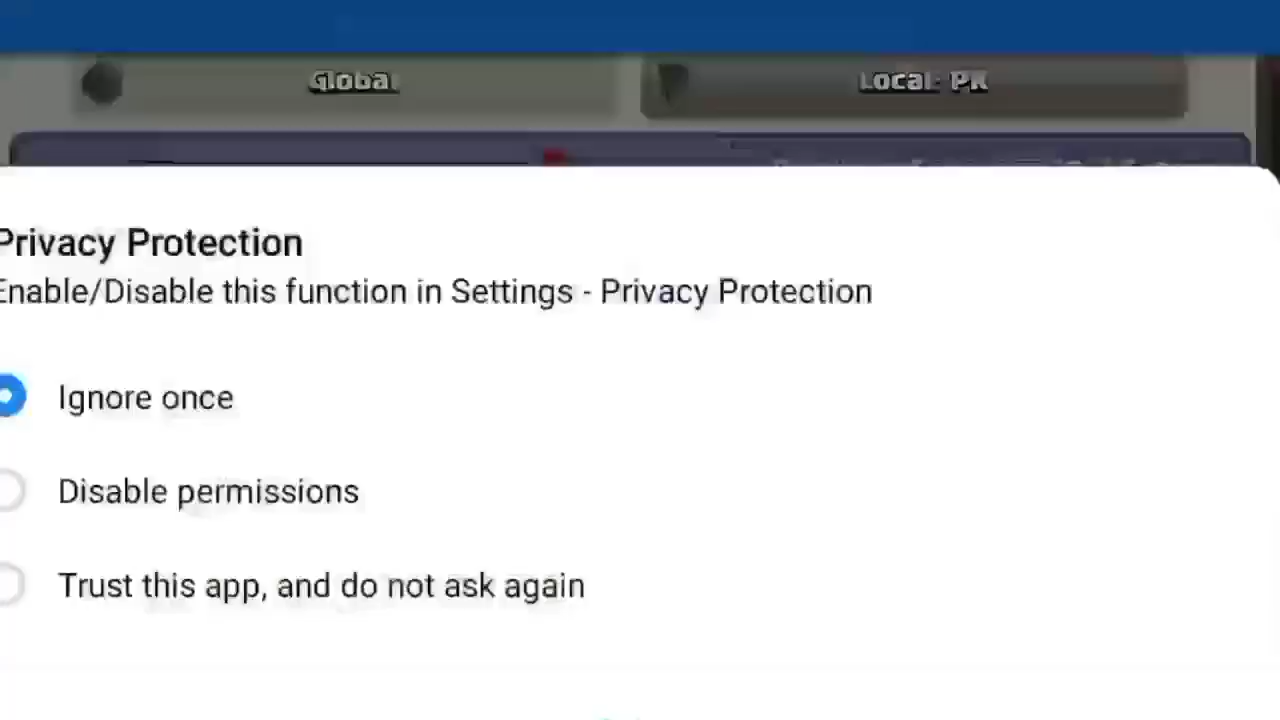 Global
Local: PK
Privacy Protection
Enable/Disable this function in Settings - Privacy Protection
Ignore once
Disable permissions
Trust this app, and do not ask again